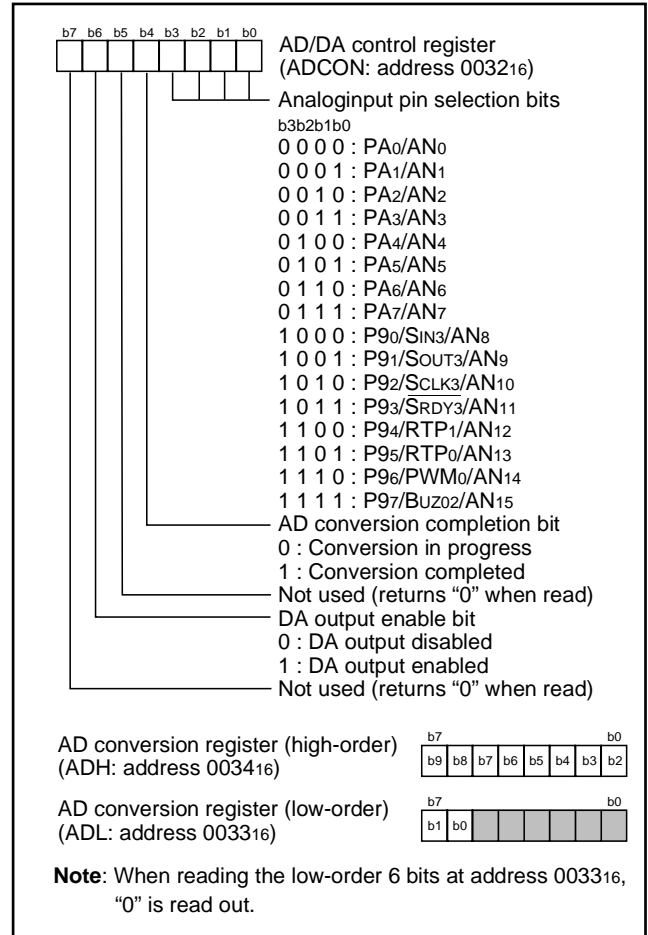 b7 b6 b5 b4 b3 b2 b1 b0
AD/DA control register
(ADCON: address 003216)
Analoginput pin selection bits
b3b2b1b0
0 0 0 0 : PA0/AN0
0 0 0 1 : PA1/AN1
0 0 1 0 : PA2/AN2
0 0 1 1 : PA3/AN3
0 1 0 0 : PA4/AN4
0 1 0 1 : PA5/AN5
0 1 1 0 : PA6/AN6
0 1 1 1 : PA7/AN7
1 0 0 0 : P90/SIN3/AN8
1 0 0 1 : P91/SOUT3/AN9
1 0 1 0 : P92/SCLK3/AN10
1 0 1 1 : P93/SRDY3/AN11
1 1 0 0 : P94/RTP1/AN12
1 1 0 1 : P95/RTP0/AN13
1 1 1 0 : P96/PWM0/AN14
1 1 1 1 : P97/BUZ02/AN15
AD conversion completion bit
0 : Conversion in progress
1 : Conversion completed
Not used (returns “0” when read)
DA output enable bit
0 : DA output disabled
1 : DA output enabled
Not used (returns “0” when read)
AD conversion register (high-order)
(ADH: address 003416)
b7 b0
b9 b8 b7 b6 b5 b4 b3 b2
AD conversion register (low-order)
(ADL: address 003316)
b7 b0
b1 b0
Note: When reading the low-order 6 bits at address 003316,
“0” is read out.